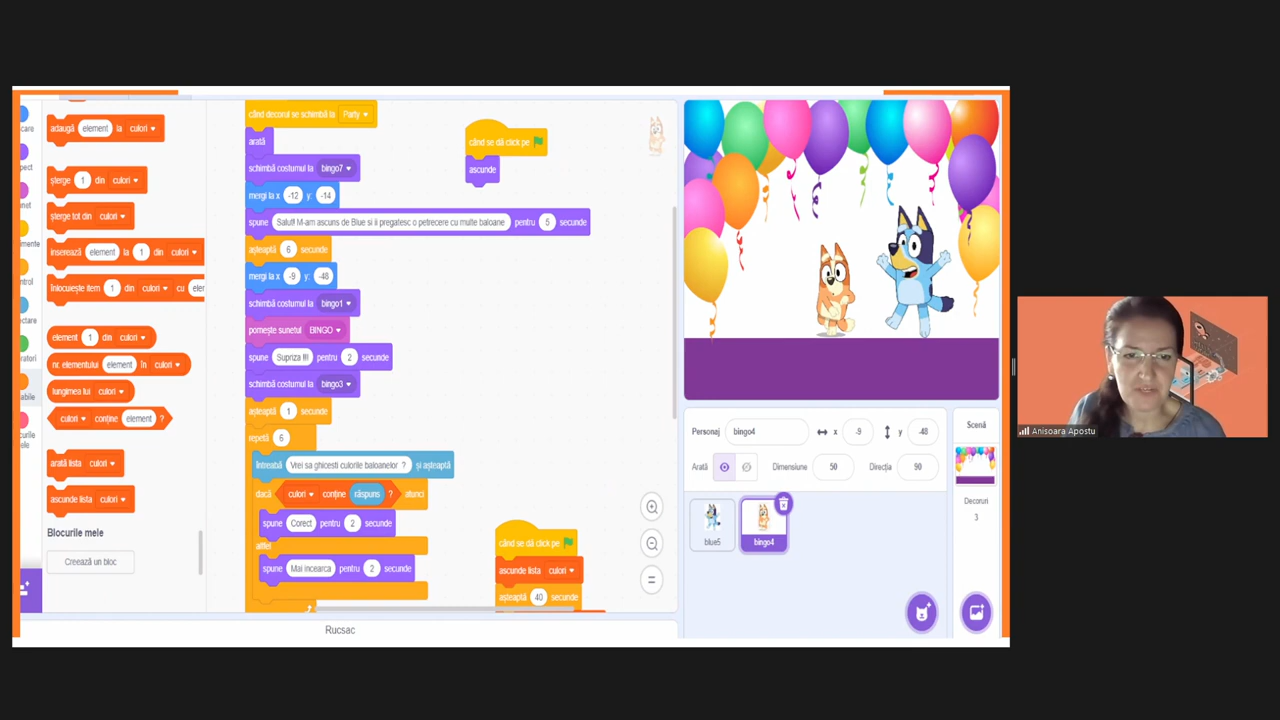 adaugă element la culori
șterge 1 din culori
șterge tot din culori
inserează element la 1 din culori
înlocuiește item 1 din culori cu
element 1 din culori
nr. elementului element în culori
lungimea lui culori
culori conține element ?
arată lista culori
ascunde lista culori
Blocurile mele
Creează un bloc
când decorul se schimbă la Party
arată
schimbă costumul la bingo7
mergi la x -12 y: -14
spune Salut! M-am ascuns de Blue si ii pregatesc o petrecere cu multe baloane pentru 5 secunde
așteaptă 6 secunde
mergi la x -9 y: -48
schimbă costumul la bingo1
pornește sunetul BINGO
spune Supriza !!! pentru 2 secunde
schimbă costumul la bingo3
așteaptă 1 secunde
repetă 6
întreabă Vrei sa ghicesti culorile baloanelor ? și așteaptă
dacă culori conține răspuns ? atunci
spune Corect pentru 2 secunde
altfel
spune Mai incearca pentru 2 secunde
când se dă click pe
ascunde
când se dă click pe
ascunde lista culori
așteaptă 40 secunde
Rucsac
Personaj bingo4 x -9 y -48
Arată Dimensiune 50 Direcția 90
blue5
bingo4
Scenă
Decoruri
3
Anisoara Apostu